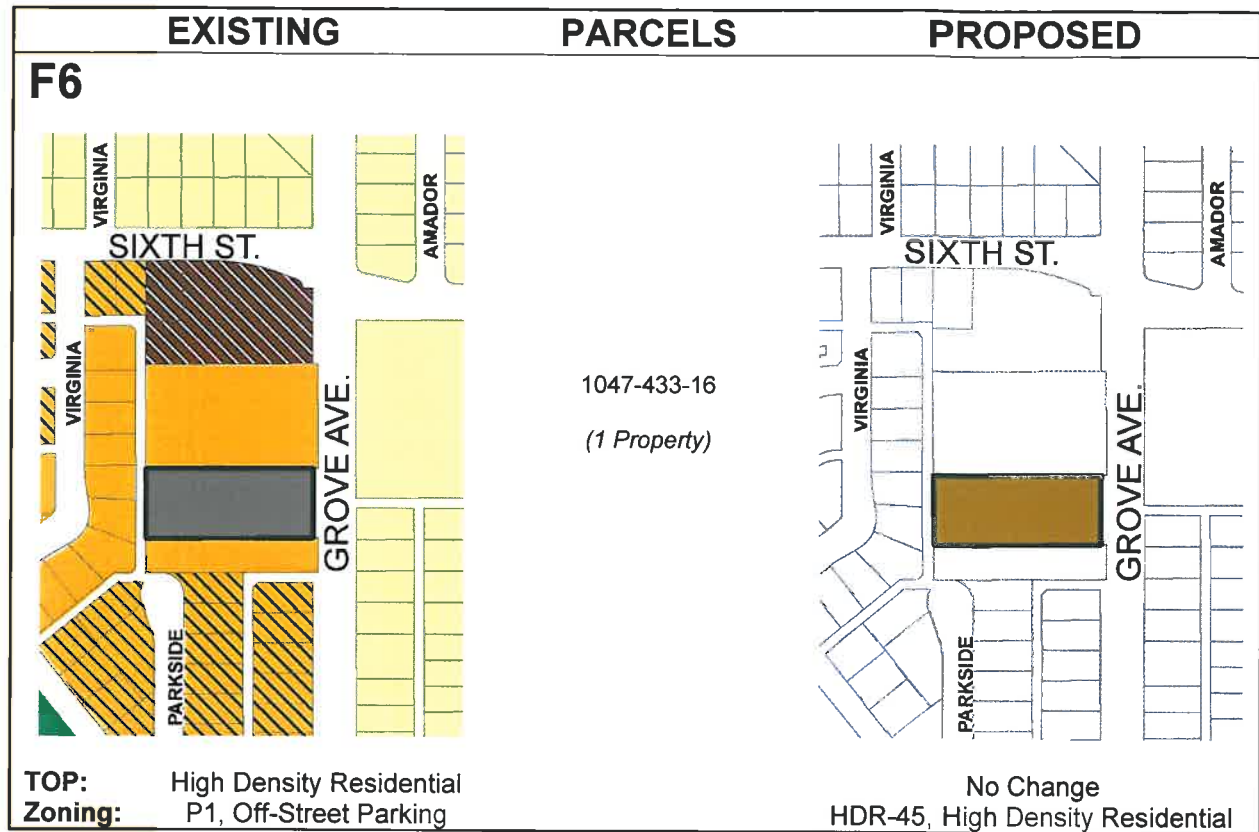 EXISTING PARCELS PROPOSED
F6
VIRGINIA
AMADOR
SIXTH ST.
VIRGINIA
GROVE AVE.
PARKSIDE
1047-433-16
(1 Property)
VIRGINIA
AMADOR
SIXTH ST.
VIRGINIA
GROVE AVE.
PARKSIDE
TOP: High Density Residential No Change
Zoning: P1, Off-Street Parking HDR-45, High Density Residential